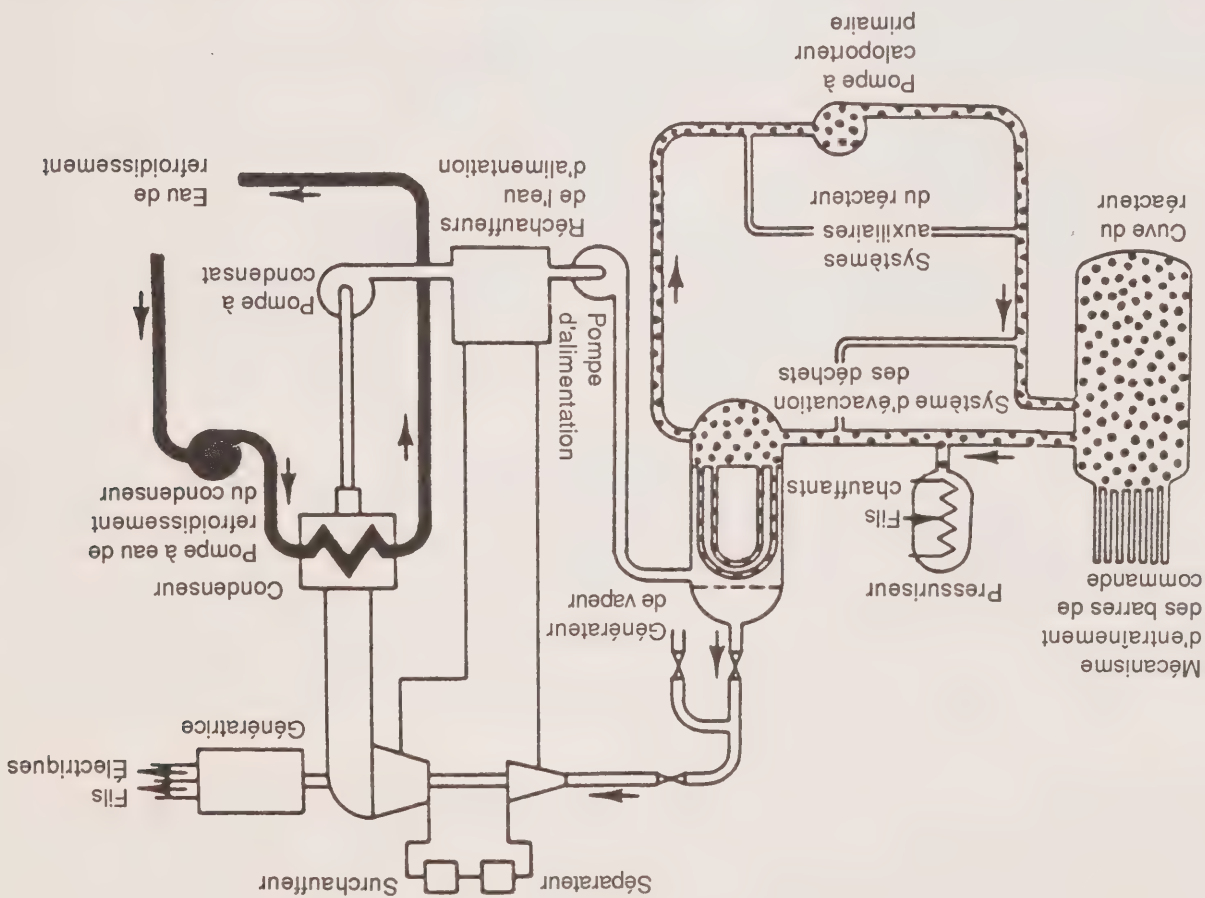 Séparateur
Surchauffeur
Fils
Électriques
Génératrice
Mécanisme
d'entraînement
des barres de
commande
Pressuriseur
Fils
chauffants
Générateur
de vapeur
Condenseur
Pompe à eau de
refroidissement
du condenseur
Système d'évacuation
des déchets
Pompe
d'alimentation
Pompe à
condensat
Réchauffeurs
de l'eau
d'alimentation
Eau de
refroidissement
Cuve du
réacteur
Systèmes
auxiliaires
du réacteur
Pompe à
caloporteur
primaire